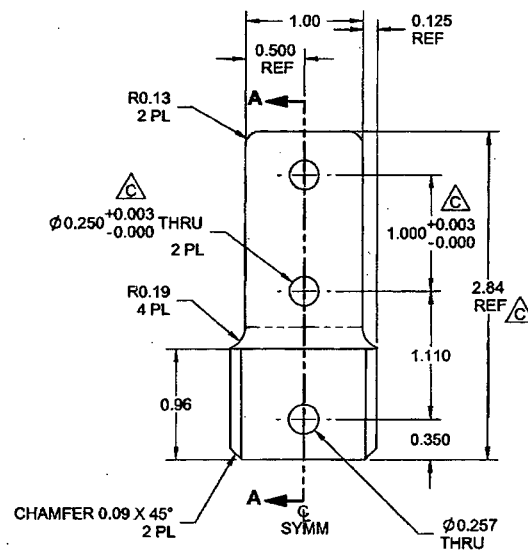 1.00
0.125
REF
0.500
REF
A
R0.13
2 PL
C
Ø0.250 +0.003
-0.000 THRU
2 PL
C
1.000 +0.003
-0.000
R0.19
4 PL
2.84
REF C
1.110
0.96
0.350
A
CHAMFER 0.09 X 45°
2 PL
℄
SYMM
Ø0.257
THRU